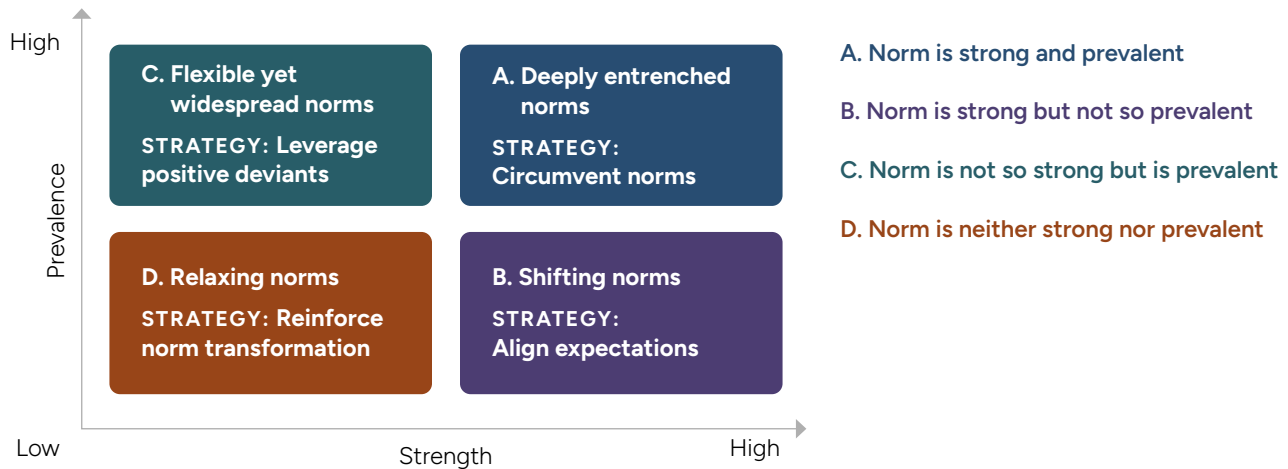 High
C. Flexible yet
widespread norms
STRATEGY: Leverage
positive deviants
A. Deeply entrenched
norms
STRATEGY:
Circumvent norms
Prevalence
D. Relaxing norms
STRATEGY: Reinforce
norm transformation
B. Shifting norms
STRATEGY:
Align expectations
Low
Strength
High
A. Norm is strong and prevalent
B. Norm is strong but not so prevalent
C. Norm is not so strong but is prevalent
D. Norm is neither strong nor prevalent